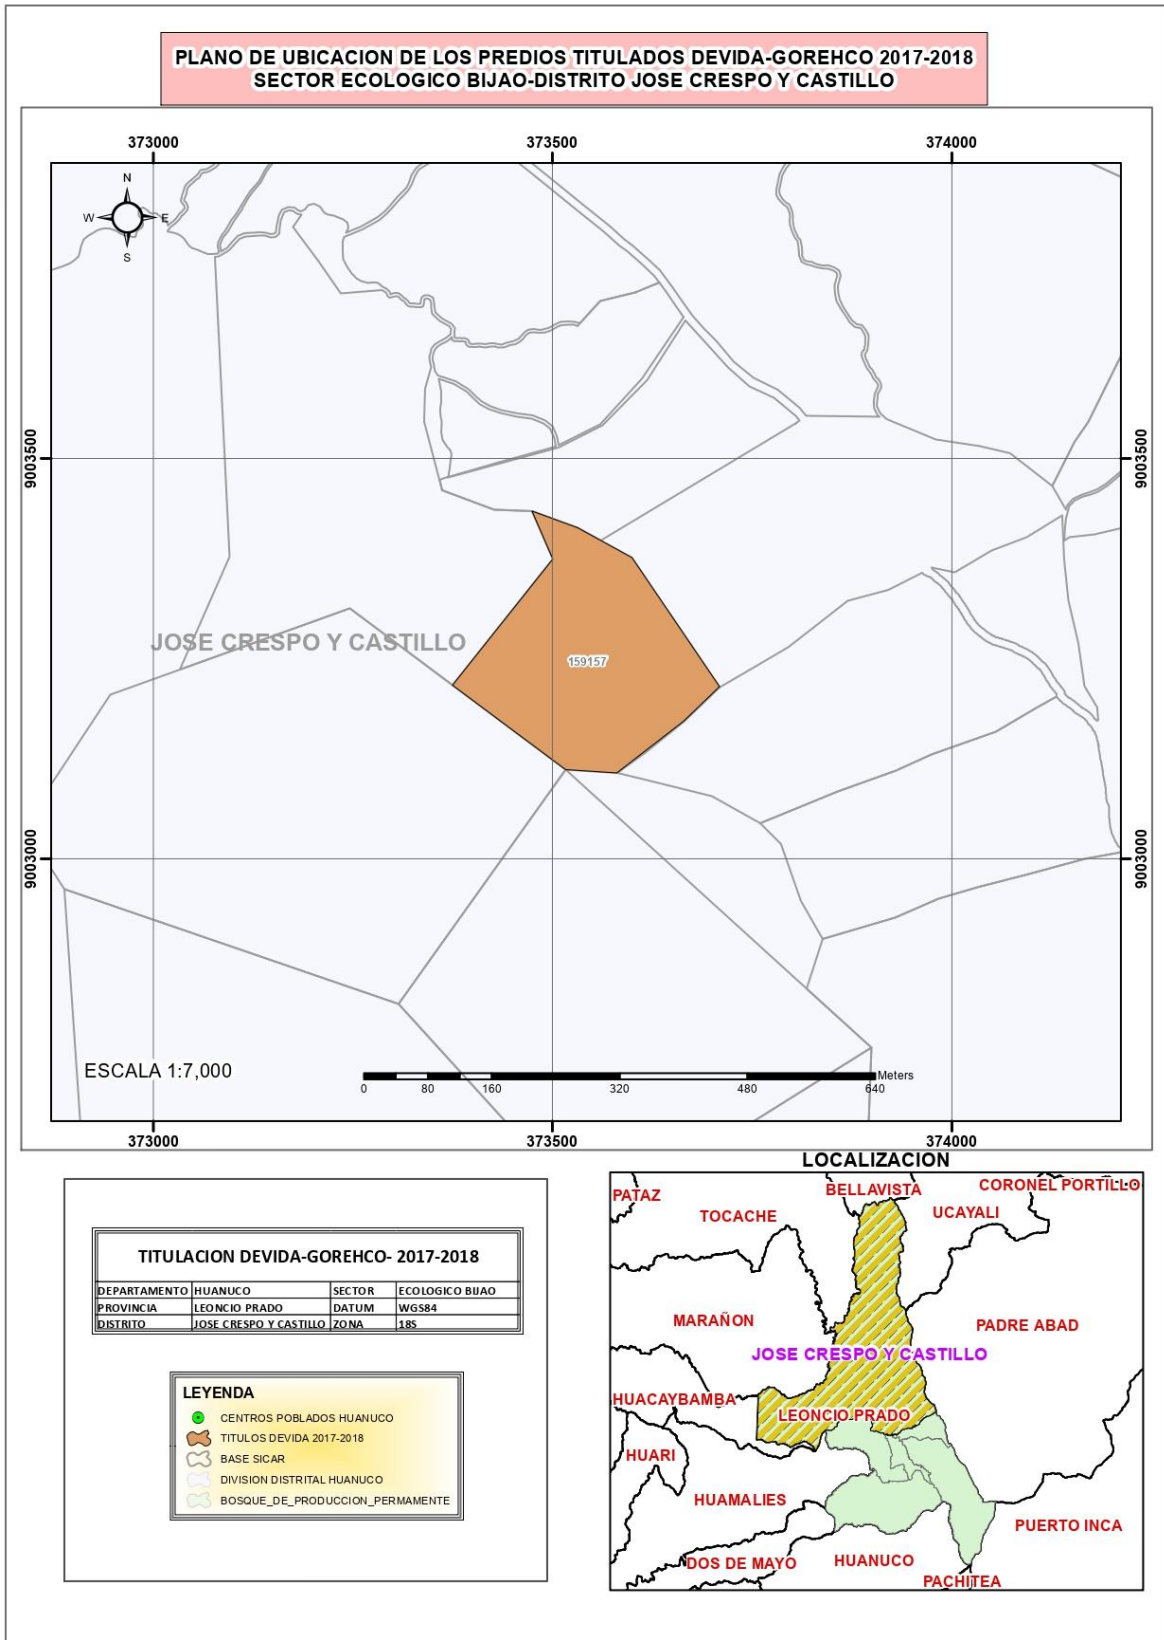 PLANO DE UBICACION DE LOS PREDIOS TITULADOS DEVIDA-GOREHCO 2017-2018
SECTOR ECOLOGICO BIJAO-DISTRITO JOSE CRESPO Y CASTILLO
373000 373500 374000
N
W E
S
9003500 9003500
JOSE CRESPO Y CASTILLO
159157
9003000 9003000
ESCALA 1:7,000
0 80 160 320 480 640 Meters
373000 373500 374000
LOCALIZACION
TITULACION DEVIDA-GOREHCO- 2017-2018
DEPARTAMENTO HUANUCO SECTOR ECOLOGICO BIJAO
PROVINCIA LEONCIO PRADO DATUM WGS84
DISTRITO JOSE CRESPO Y CASTILLO ZONA 18S
LEYENDA
CENTROS POBLADOS HUANUCO
TITULOS DEVIDA 2017-2018
BASE SICAR
DIVISION DISTRITAL HUANUCO
BOSQUE_DE_PRODUCCION_PERMAMENTE
PATAZ
BELLAVISTA
CORONEL PORTILLO
TOCACHE
UCAYALI
MARAÑON
PADRE ABAD
JOSE CRESPO Y CASTILLO
HUACAYBAMBA
LEONCIO PRADO
HUARI
HUAMALIES
PUERTO INCA
DOS DE MAYO
HUANUCO
PACHITEA